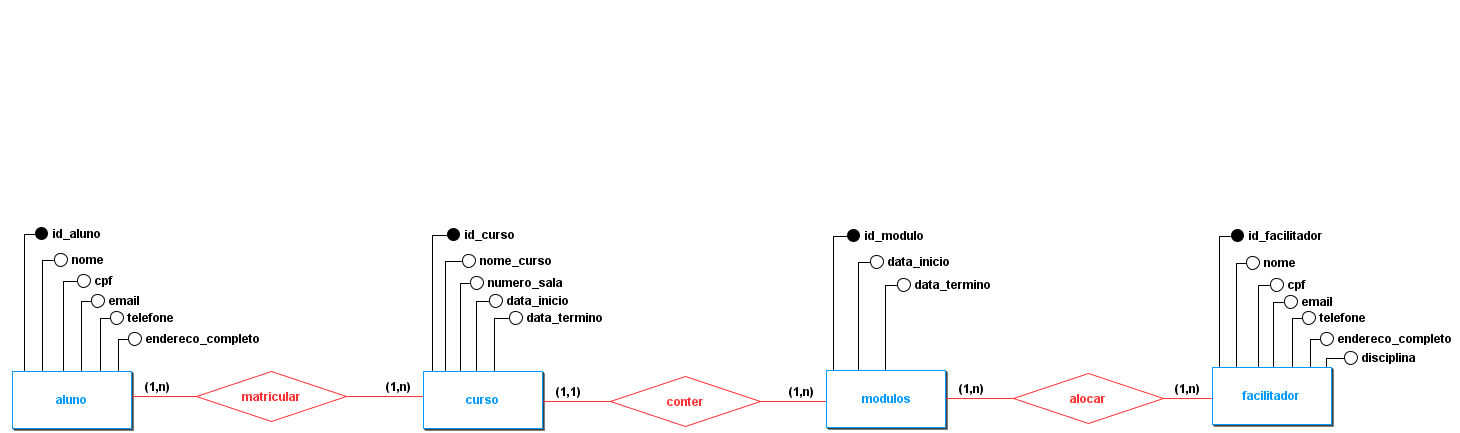 id_aluno
nome
cpf
email
telefone
endereco_completo
aluno
(1,n)
matricular
(1,n)
id_curso
nome_curso
numero_sala
data_inicio
data_termino
curso
(1,1)
conter
(1,n)
id_modulo
data_inicio
data_termino
modulos
(1,n)
alocar
(1,n)
id_facilitador
nome
cpf
email
telefone
endereco_completo
disciplina
facilitador